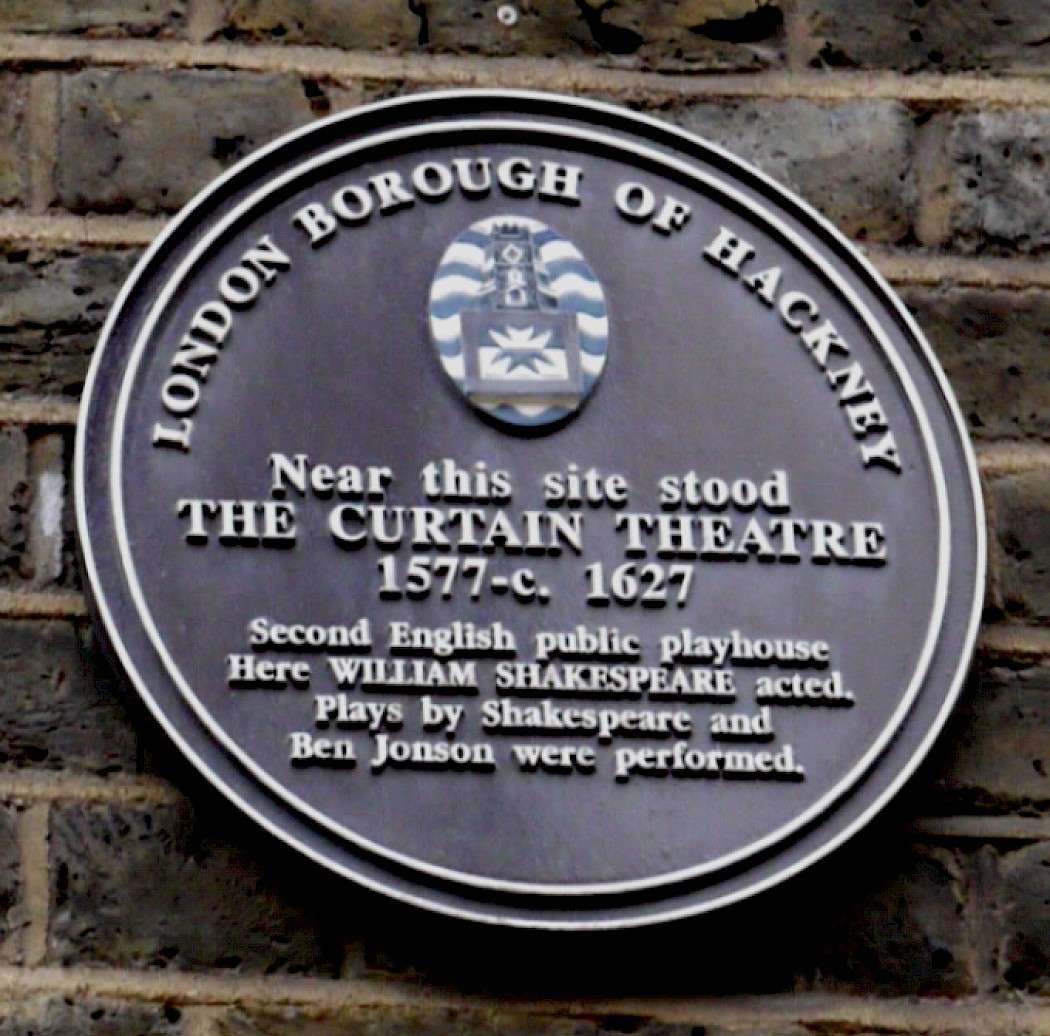 LONDON BOROUGH OF HACKNEY
Near this site stood
THE CURTAIN THEATRE
1577-c. 1627
Second English public playhouse
Here WILLIAM SHAKESPEARE acted.
Plays by Shakespeare and
Ben Jonson were performed.